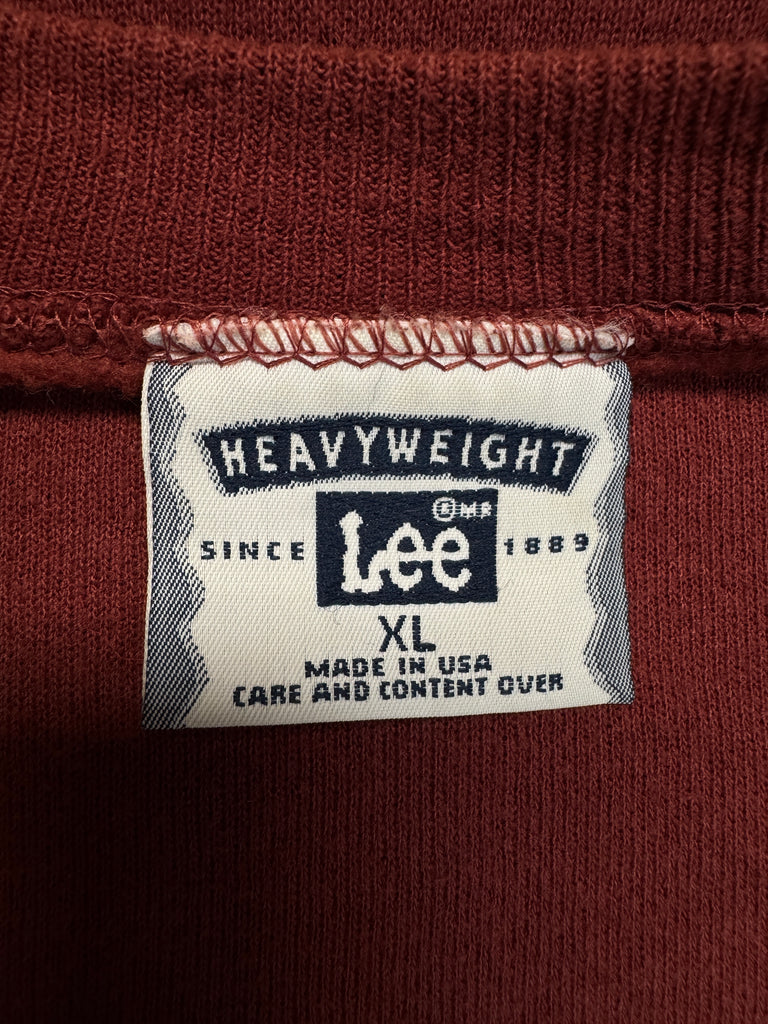 HEAVYWEIGHT
® MR
SINCE Lee 1889
XL
MADE IN USA
CARE AND CONTENT OVER